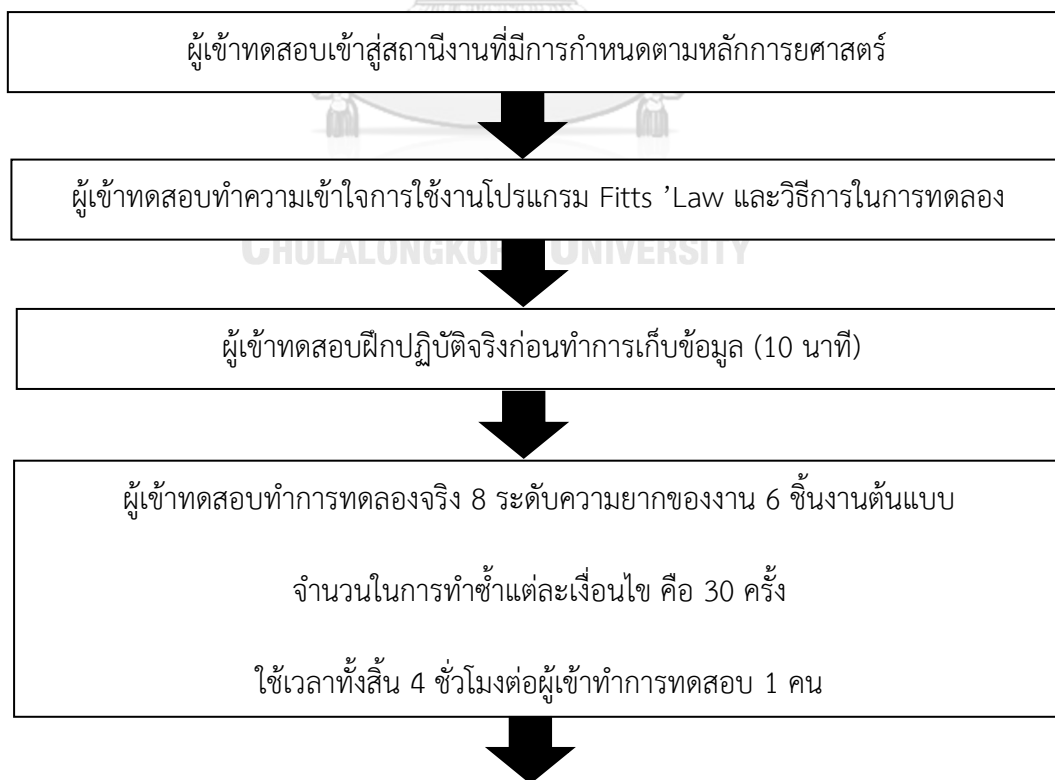 ผู้เข้าทดสอบเข้าสู่สถานีงานที่มีการกำหนดตามหลักการยศาสตร์
ผู้เข้าทดสอบทำความเข้าใจการใช้งานโปรแกรม Fitts ’Law และวิธีการในการทดลอง
CHULALONGKORN UNIVERSITY
ผู้เข้าทดสอบฝึกปฏิบัติจริงก่อนทำการเก็บข้อมูล (10 นาที)
ผู้เข้าทดสอบทำการทดลองจริง 8 ระดับความยากของงาน 6 ชิ้นงานต้นแบบ
จำนวนในการทำซ้ำแต่ละเงื่อนไข คือ 30 ครั้ง
ใช้เวลาทั้งสิ้น 4 ชั่วโมงต่อผู้เข้าทำการทดสอบ 1 คน